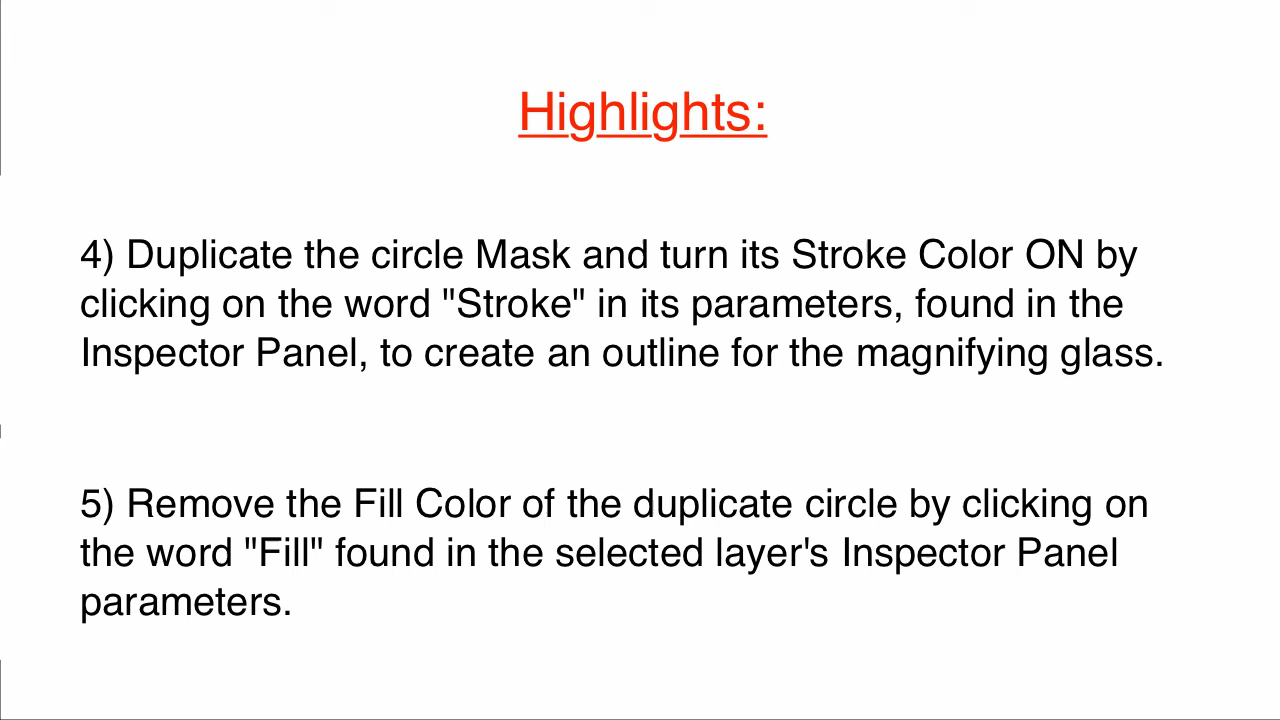 Highlights:
4) Duplicate the circle Mask and turn its Stroke Color ON by
clicking on the word "Stroke" in its parameters, found in the
Inspector Panel, to create an outline for the magnifying glass.
5) Remove the Fill Color of the duplicate circle by clicking on
the word "Fill" found in the selected layer's Inspector Panel
parameters.